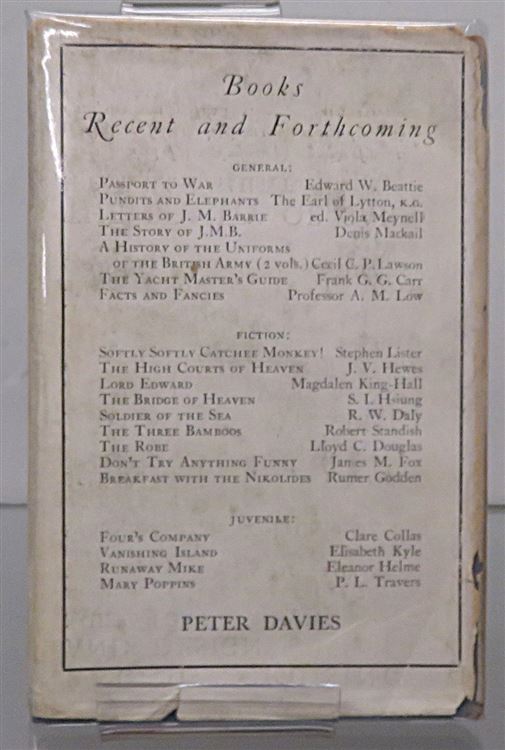 Books
Recent and Forthcoming
GENERAL:
PASSPORT TO WAR Edward W. Beattie
PUNDITS AND ELEPHANTS The Earl of Lytton, K.G.
LETTERS OF J. M. BARRIE ed. Viola Meynell
THE STORY OF J.M.B. Denis Mackail
A HISTORY OF THE UNIFORMS
OF THE BRITISH ARMY (2 vols.) Cecil C. P. Lawson
THE YACHT MASTER'S GUIDE Frank G. G. Carr
FACTS AND FANCIES Professor A. M. Low
FICTION:
SOFTLY SOFTLY CATCHEE MONKEY! Stephen Lister
THE HIGH COURTS OF HEAVEN J. V. Hewes
LORD EDWARD Magdalen King-Hall
THE BRIDGE OF HEAVEN S. I. Hsiung
SOLDIER OF THE SEA R. W. Daly
THE THREE BAMBOOS Robert Standish
THE ROBE Lloyd C. Douglas
DON'T TRY ANYTHING FUNNY James M. Fox
BREAKFAST WITH THE NIKOLIDES Rumer Godden
JUVENILE:
FOUR'S COMPANY Clare Collas
VANISHING ISLAND Elisabeth Kyle
RUNAWAY MIKE Eleanor Helme
MARY POPPINS P. L. Travers
PETER DAVIES